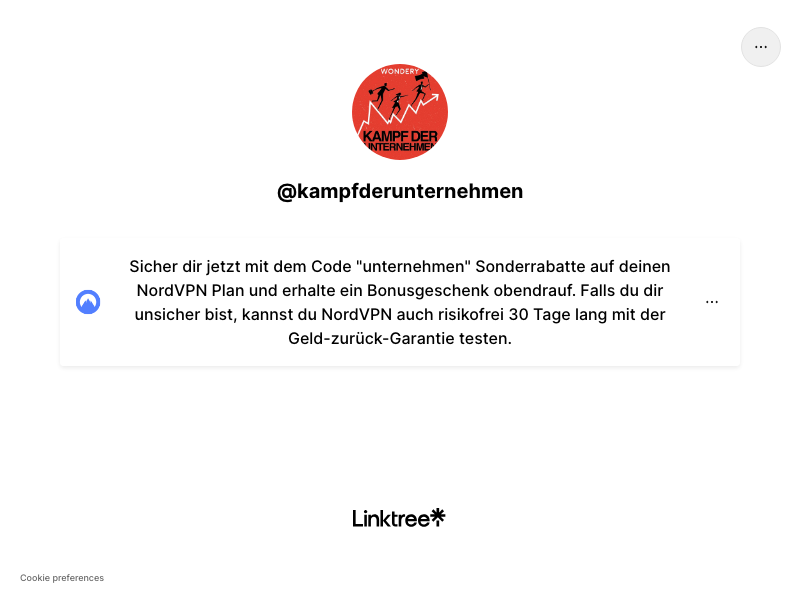 WONDERY
KAMPF DER
UNTERNEHMEN
@kampfderunternehmen
Sicher dir jetzt mit dem Code "unternehmen" Sonderrabatte auf deinen
NordVPN Plan und erhalte ein Bonusgeschenk obendrauf. Falls du dir
unsicher bist, kannst du NordVPN auch risikofrei 30 Tage lang mit der
Geld-zurück-Garantie testen.
Linktree
Cookie preferences